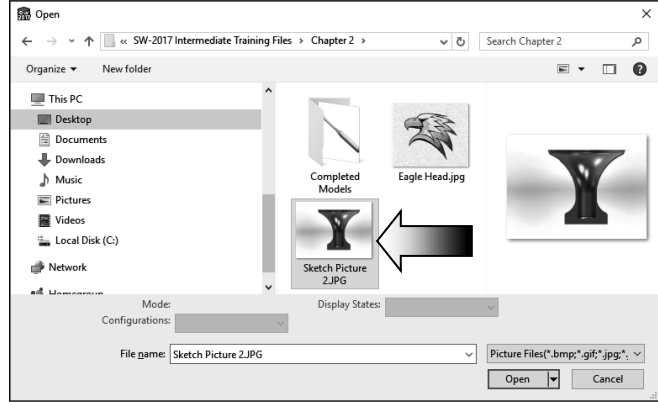 Open
« SW-2017 Intermediate Training Files > Chapter 2 >
Search Chapter 2
Organize
New folder
This PC
Desktop
Documents
Downloads
Music
Pictures
Videos
Local Disk (C:)
Network
Homegroup
Completed
Models
Eagle Head.jpg
Sketch Picture
2.JPG
Mode:
Display States:
Configurations:
File name: Sketch Picture 2.JPG
Picture Files(*.bmp;*.gif;*.jpg;*.
Open
Cancel